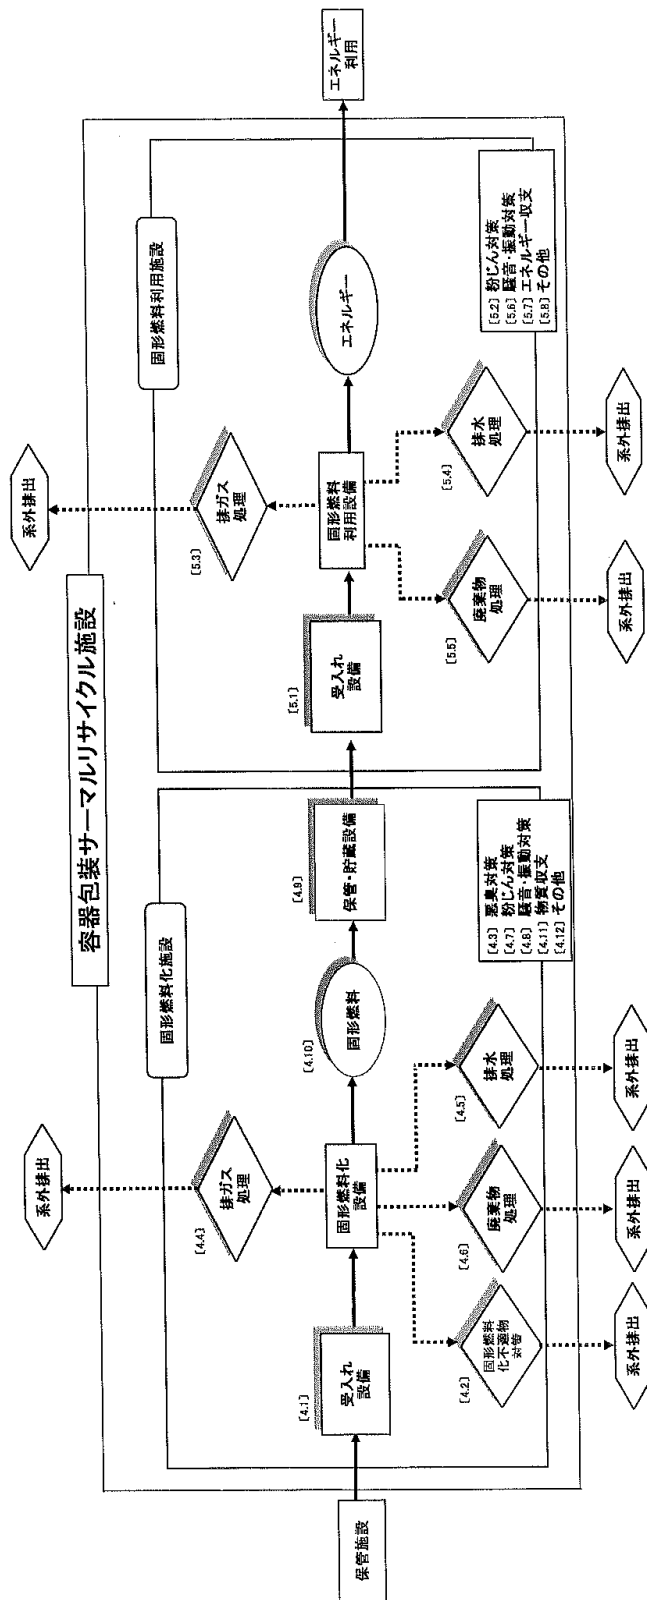 容器包装サーマルリサイクル施設
保管施設
固形燃料化施設
[4.1]
受入れ
設備
固形燃料化
設備
[4.4]
排ガス
処理
系外排出
[4.2]
固形燃料
化不適物
対策
系外排出
[4.6]
廃棄物
処理
系外排出
[4.5]
排水
処理
系外排出
[4.10]
固形燃料
[4.9]
保管・貯蔵設備
[4.3] 悪臭対策
[4.7] 粉じん対策
[4.8] 騒音・振動対策
[4.11] 物質収支
[4.12] その他
固形燃料利用施設
[5.1]
受入れ
設備
固形燃料
利用設備
[5.3]
排ガス
処理
系外排出
[5.5]
廃棄物
処理
系外排出
[5.4]
排水
処理
系外排出
エネルギー
[5.2] 粉じん対策
[5.6] 騒音・振動対策
[5.7] エネルギー収支
[5.8] その他
エネルギー
利用